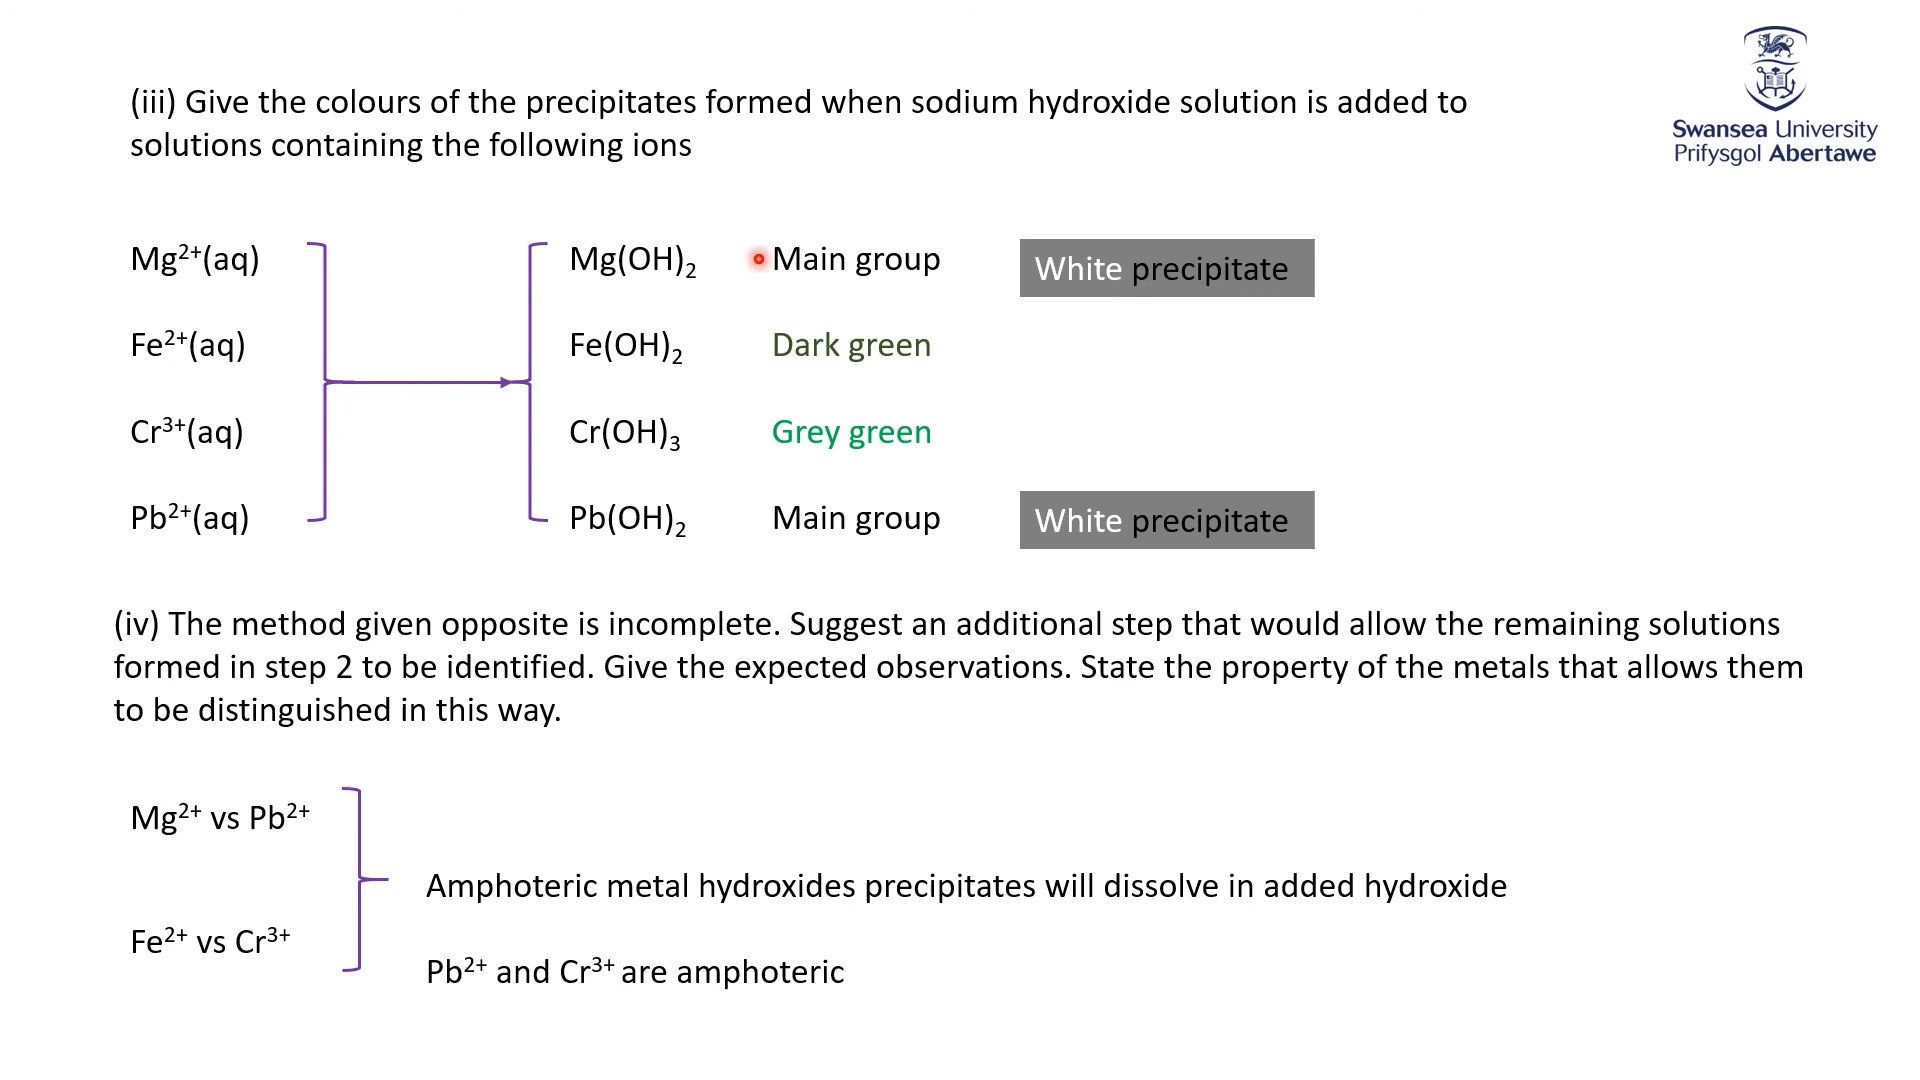 (iii) Give the colours of the precipitates formed when sodium hydroxide solution is added to
solutions containing the following ions
Swansea University
Prifysgol Abertawe
Mg²⁺(aq) Mg(OH)₂ Main group White precipitate
Fe²⁺(aq) Fe(OH)₂ Dark green
Cr³⁺(aq) Cr(OH)₃ Grey green
Pb²⁺(aq) Pb(OH)₂ Main group White precipitate
(iv) The method given opposite is incomplete. Suggest an additional step that would allow the remaining solutions
formed in step 2 to be identified. Give the expected observations. State the property of the metals that allows them
to be distinguished in this way.
Mg²⁺ vs Pb²⁺
Amphoteric metal hydroxides precipitates will dissolve in added hydroxide
Fe²⁺ vs Cr³⁺
Pb²⁺ and Cr³⁺ are amphoteric